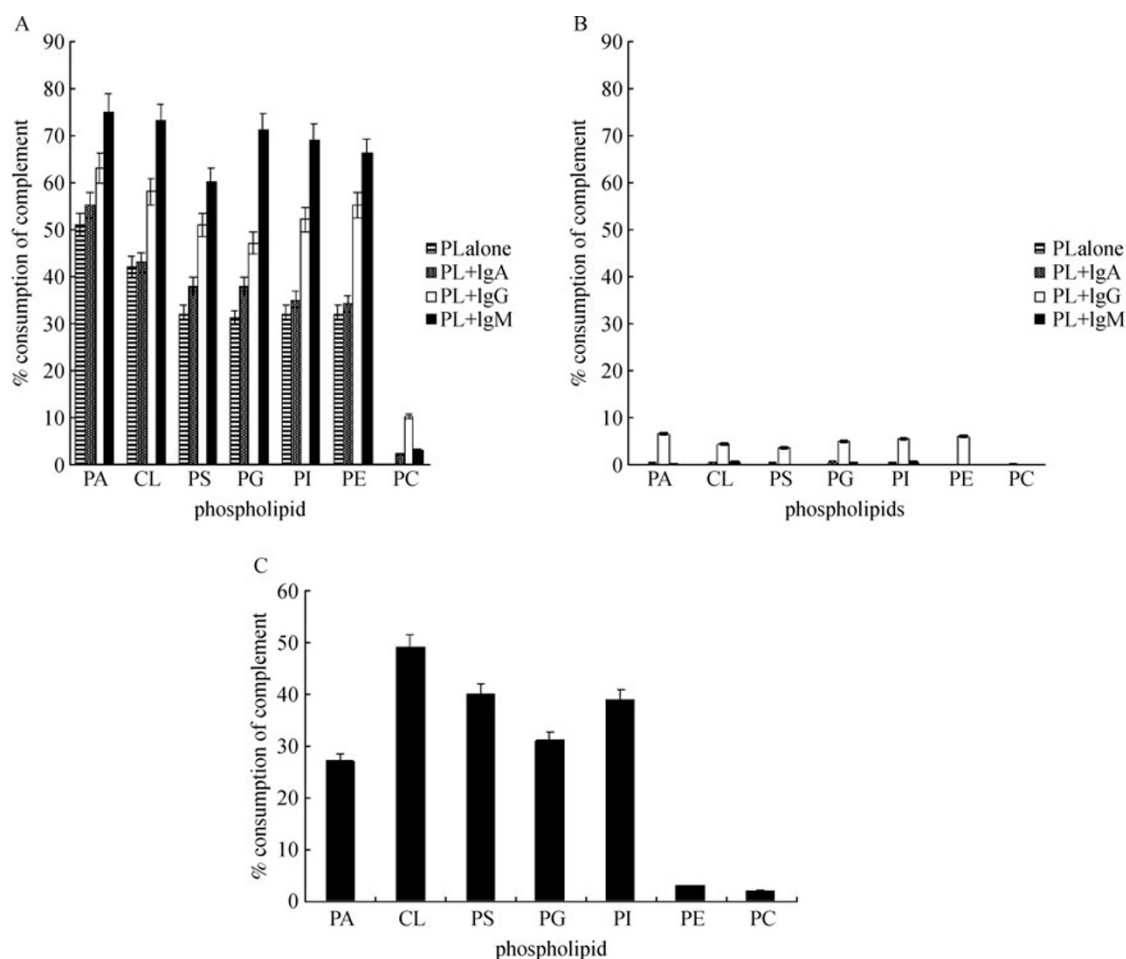 A
% consumption of complement
90
80
70
60
50
40
30
20
10
0
PA CL PS PG PI PE PC
phospholipid
PLalone
PL+IgA
PL+IgG
PL+IgM
B
% consumption of complement
90
80
70
60
50
40
30
20
10
0
PA CL PS PG PI PE PC
phospholipids
PLalone
PL+IgA
PL+IgG
PL+IgM
C
% consumption of complement
60
50
40
30
20
10
0
PA CL PS PG PI PE PC
phospholipid